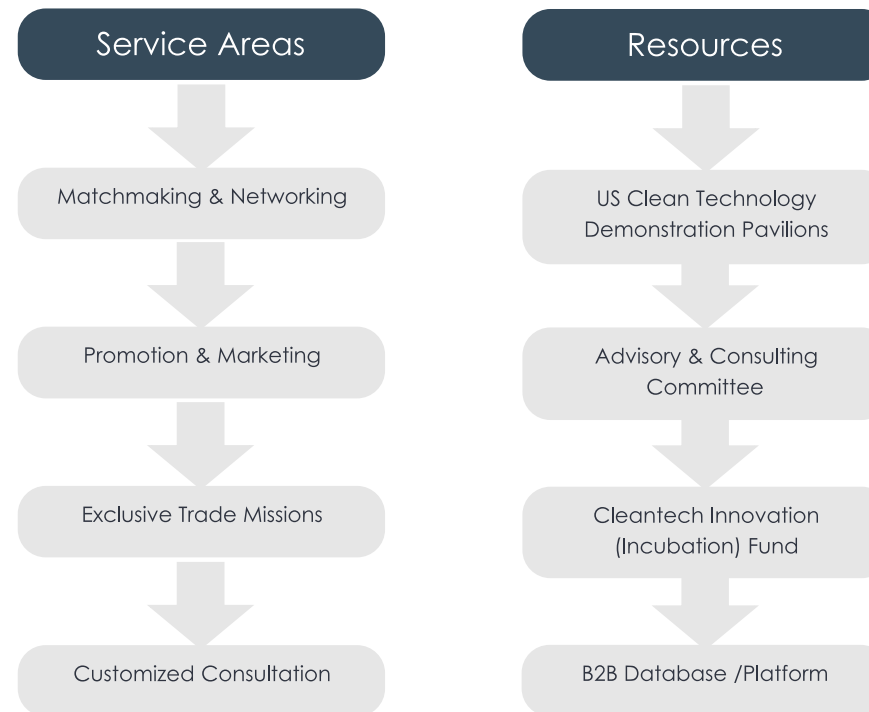 Service Areas
Matchmaking & Networking
Promotion & Marketing
Exclusive Trade Missions
Customized Consultation
Resources
US Clean Technology
Demonstration Pavilions
Advisory & Consulting
Committee
Cleantech Innovation
(Incubation) Fund
B2B Database /Platform